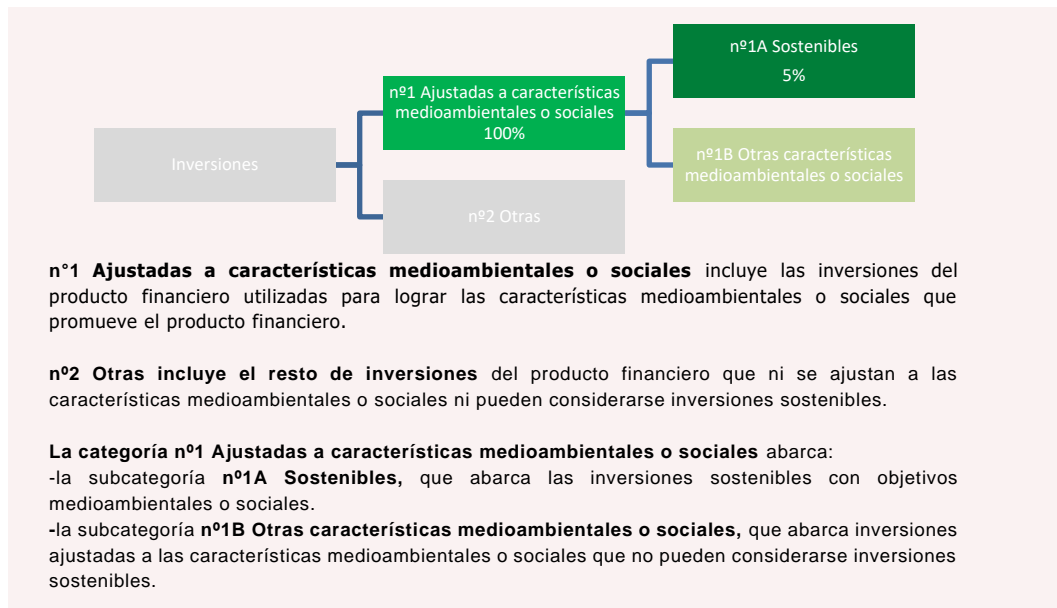 nº1A Sostenibles
5%
nº1 Ajustadas a características
medioambientales o sociales
100%
Inversiones
nº1B Otras características
medioambientales o sociales
nº2 Otras
n°1 Ajustadas a características medioambientales o sociales incluye las inversiones del
producto financiero utilizadas para lograr las características medioambientales o sociales que
promueve el producto financiero.
nº2 Otras incluye el resto de inversiones del producto financiero que ni se ajustan a las
características medioambientales o sociales ni pueden considerarse inversiones sostenibles.
La categoría nº1 Ajustadas a características medioambientales o sociales abarca:
-la subcategoría nº1A Sostenibles, que abarca las inversiones sostenibles con objetivos
medioambientales o sociales.
-la subcategoría nº1B Otras características medioambientales o sociales, que abarca inversiones
ajustadas a las características medioambientales o sociales que no pueden considerarse inversiones
sostenibles.